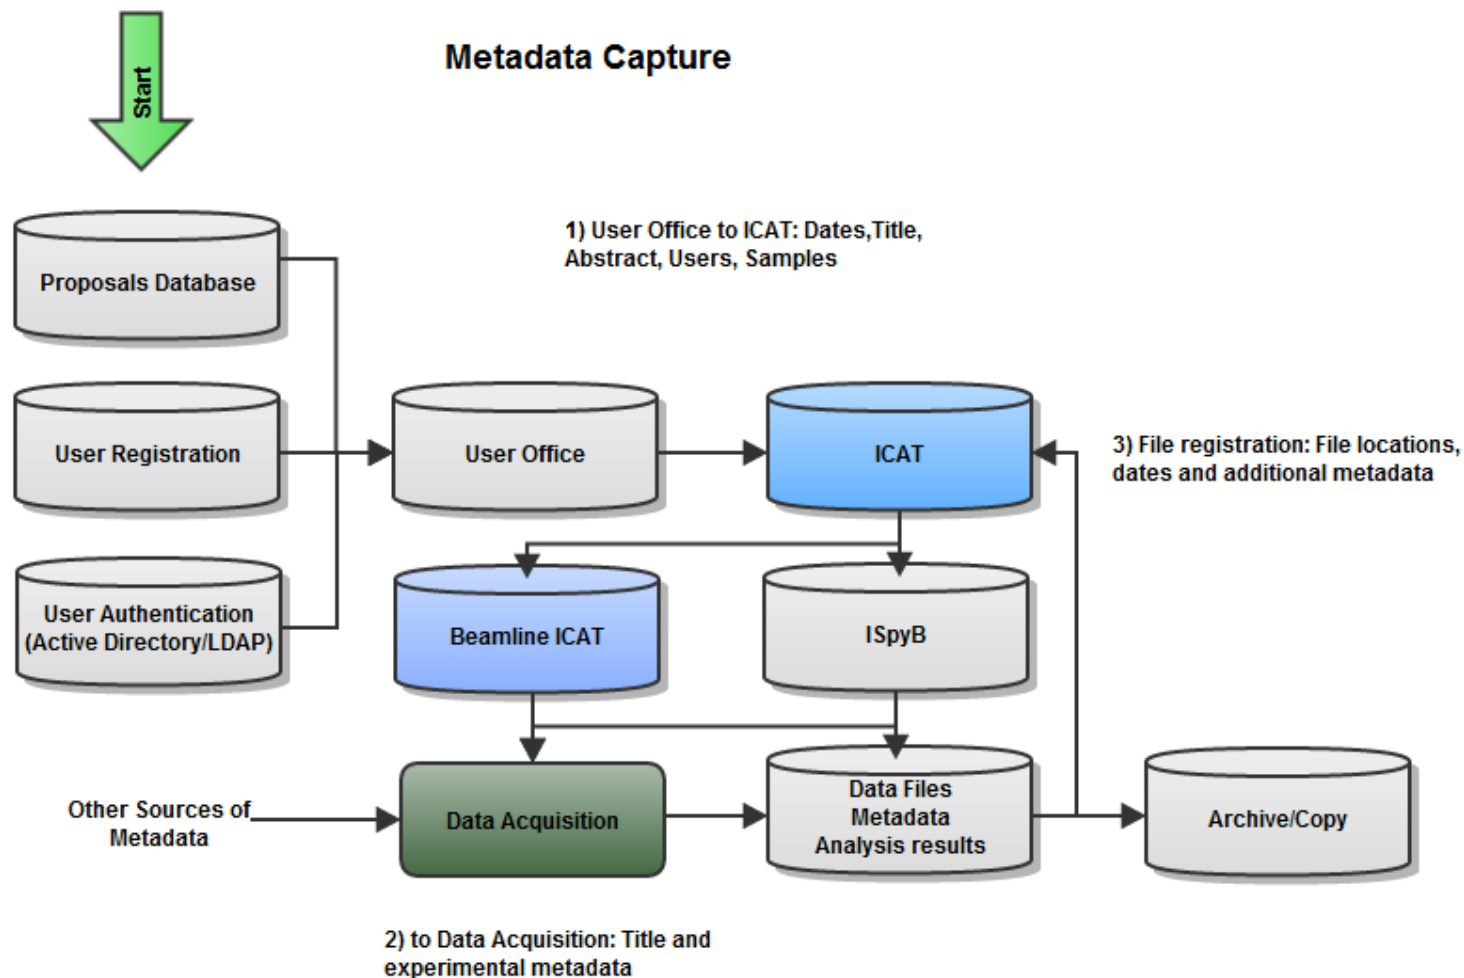 Start
Metadata Capture
1) User Office to ICAT: Dates,Title,
Abstract, Users, Samples
Proposals Database
User Registration
User Office
ICAT
3) File registration: File locations,
dates and additional metadata
User Authentication
(Active Directory/LDAP)
Beamline ICAT
ISpyB
Other Sources of
Metadata
Data Acquisition
Data Files
Metadata
Analysis results
Archive/Copy
2) to Data Acquisition: Title and
experimental metadata